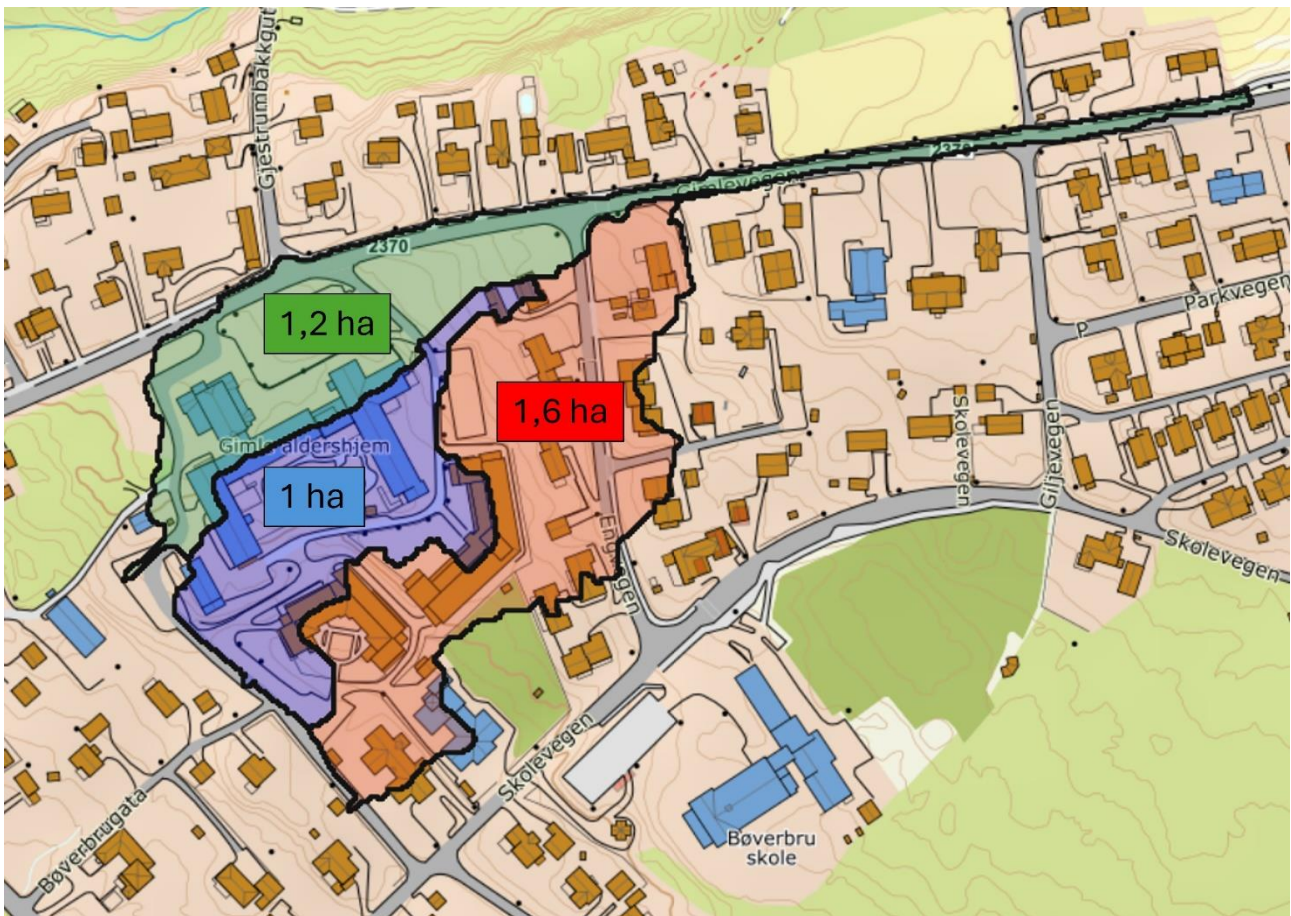 Gjestrumbakkgut
2370
Gimlevegen
2370
1,2 ha
Parkvegen
P
1,6 ha
Gimle aldershjem
1 ha
Skolevegen
Giljevegen
Skolevegen
Skolevegen
Bøverbrugata
Bøverbru
skole